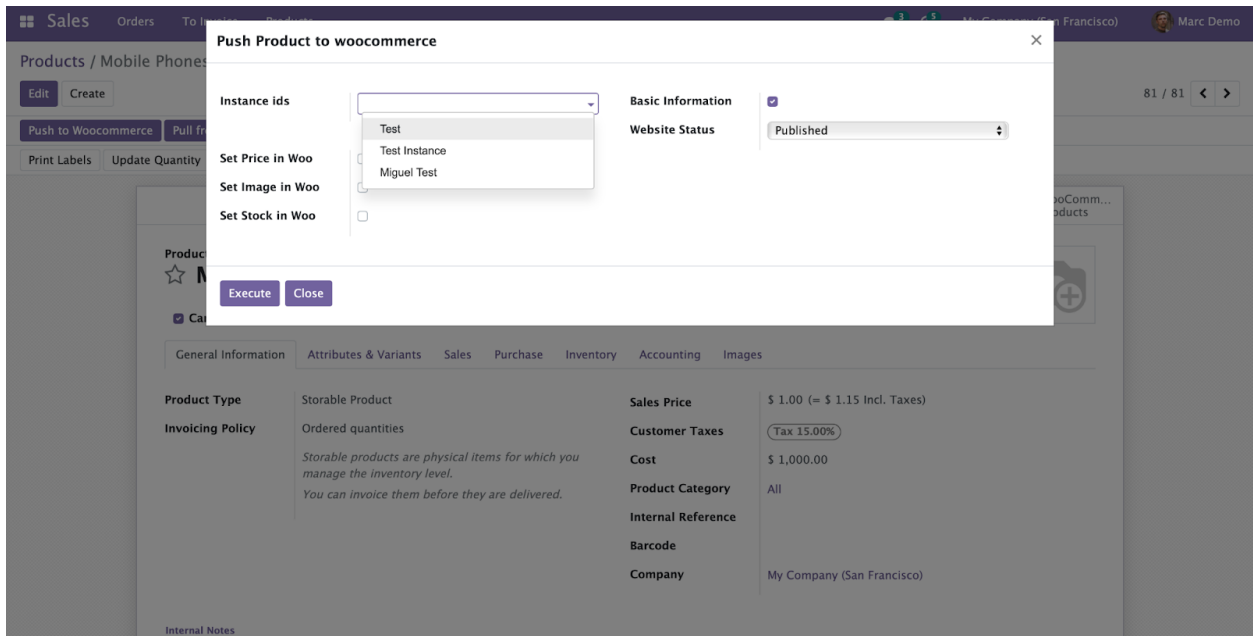 Sales Orders To Invoice Products 3 5 My Company (San Francisco) Marc Demo
Products / Mobile Phones
Edit Create 81 / 81
Push to Woocommerce Pull
Print Labels Update Quantity
Push Product to woocommerce ×
Instance ids Basic Information
Test Website Status Published
Test Instance
Set Price in Woo
Miguel Test
Set Image in Woo
Set Stock in Woo
Execute Close
General Information Attributes & Variants Sales Purchase Inventory Accounting Images
Product Type Storable Product Sales Price $ 1.00 (= $ 1.15 Incl. Taxes)
Invoicing Policy Ordered quantities Customer Taxes Tax 15.00%
Storable products are physical items for which you Cost $ 1,000.00
manage the inventory level.
You can invoice them before they are delivered. Product Category All
Internal Reference
Barcode
Company My Company (San Francisco)
Internal Notes